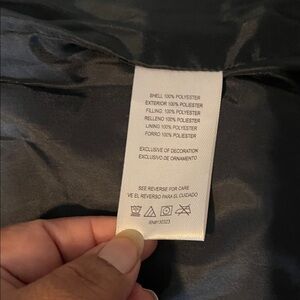 SHELL 100% POLYESTER
EXTERIOR 100% POLIESTER
FILLING: 100% POLYESTER
RELLENO 100% POLIESTER
LINING 100% POLYESTER
FORRO 100% POLIESTER
EXCLUSIVE OF DECORATION
EXCLUSIVO DE ORNAMENTO
SEE REVERSE FOR CARE
VE EL REVERSO PARA EL CUIDADO